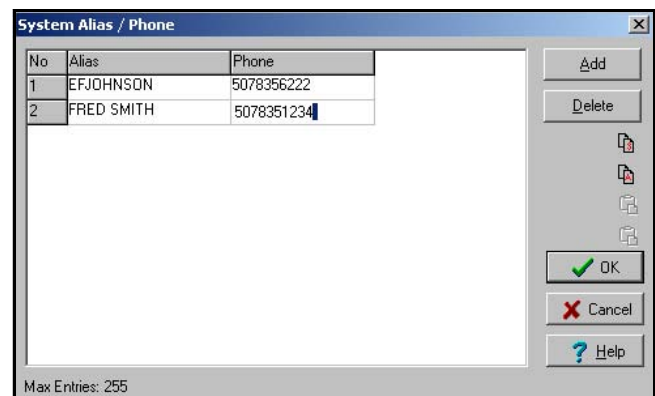 System Alias / Phone
No Alias Phone
1 EFJOHNSON 5078356222
2 FRED SMITH 5078351234
Add
Delete
OK
Cancel
Help
Max Entries: 255